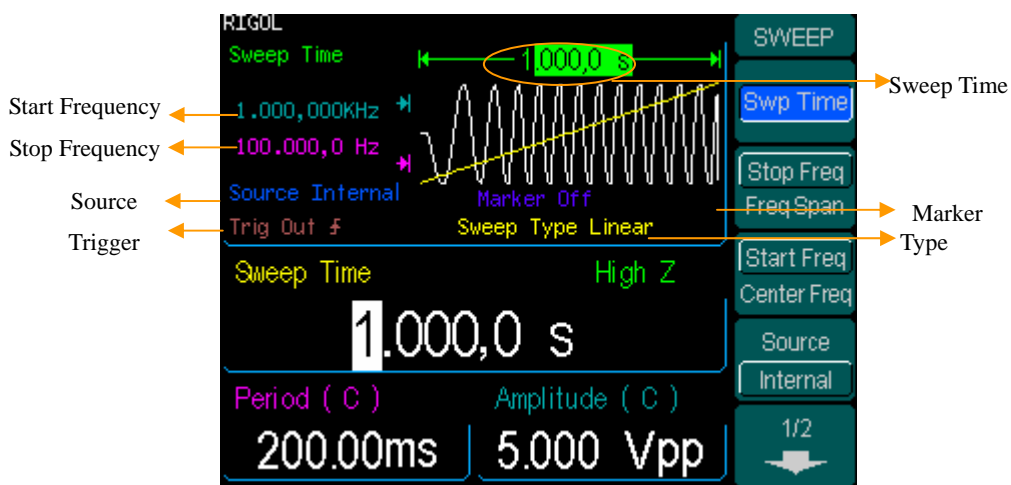 RIGOL
Sweep Time
1.000,0 s
Sweep Time
Start Frequency
1.000,000KHz
Stop Frequency
100.000,0 Hz
Source
Source Internal
Marker Off
Marker
Trigger
Trig Out
Sweep Type Linear
Type
Sweep Time
High Z
1.000,0 s
Period ( C )
Amplitude ( C )
200.00ms
5.000 Vpp
SWEEP
Swp Time
Stop Freq
Freq Span
Start Freq
Center Freq
Source
Internal
1/2